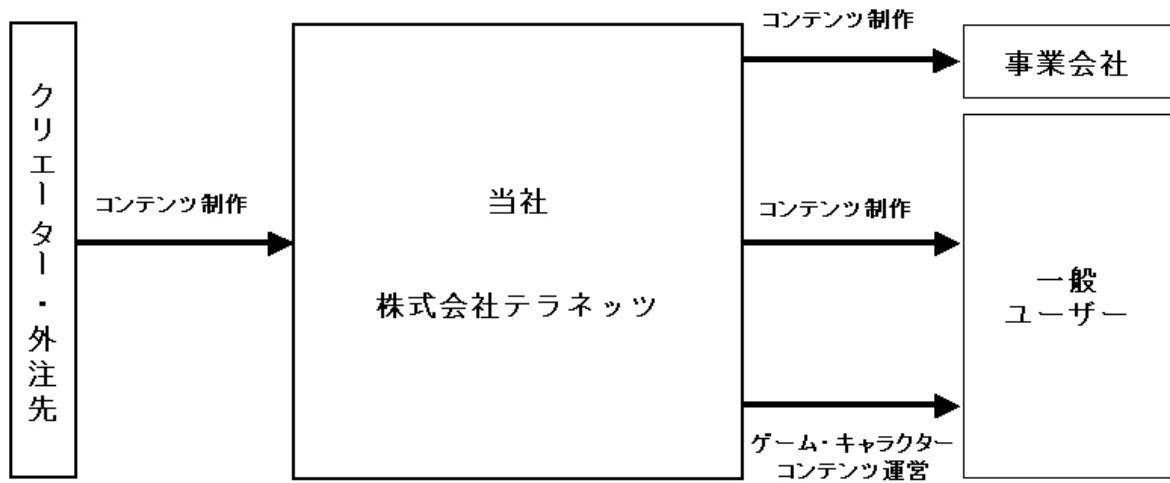 クリエーター・外注先
コンテンツ制作
当社
株式会社テラネッツ
コンテンツ制作
事業会社
コンテンツ制作
一般
ユーザー
ゲーム・キャラクター
コンテンツ運営